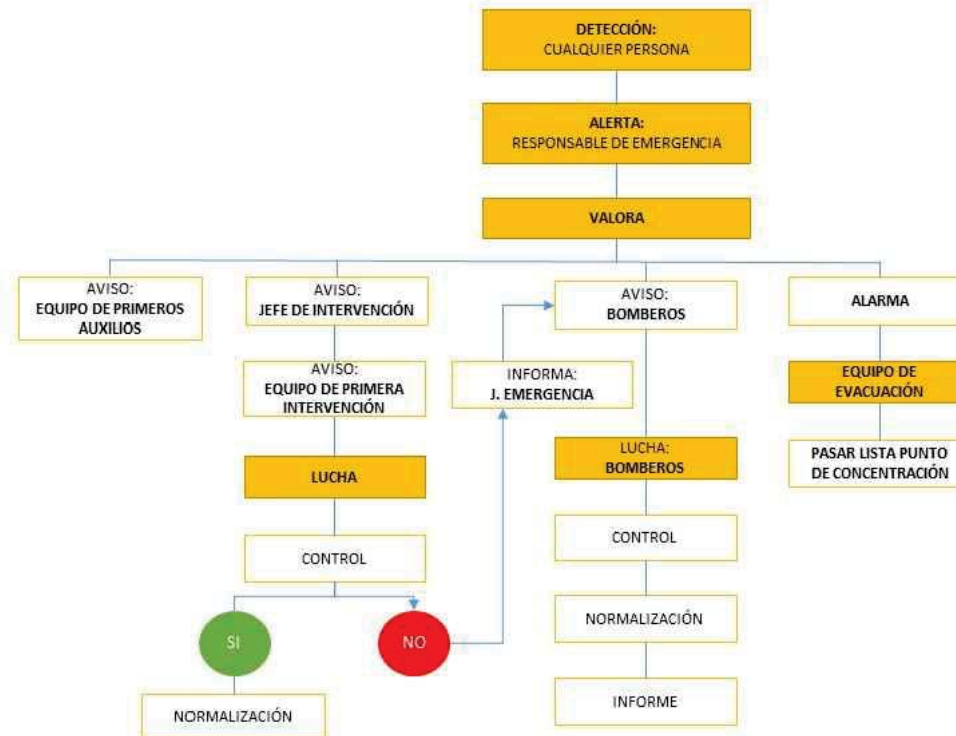 DETECCIÓN:
CUALQUIER PERSONA
ALERTA:
RESPONSABLE DE EMERGENCIA
VALORA
AVISO:
EQUIPO DE PRIMEROS
AUXILIOS
AVISO:
JEFE DE INTERVENCIÓN
AVISO:
BOMBEROS
ALARMA
AVISO:
EQUIPO DE PRIMERA
INTERVENCIÓN
INFORMA:
J. EMERGENCIA
EQUIPO DE
EVACUACIÓN
LUCHA
LUCHA:
BOMBEROS
PASAR LISTA PUNTO
DE CONCENTRACIÓN
CONTROL
CONTROL
SI
NO
NORMALIZACIÓN
NORMALIZACIÓN
INFORME